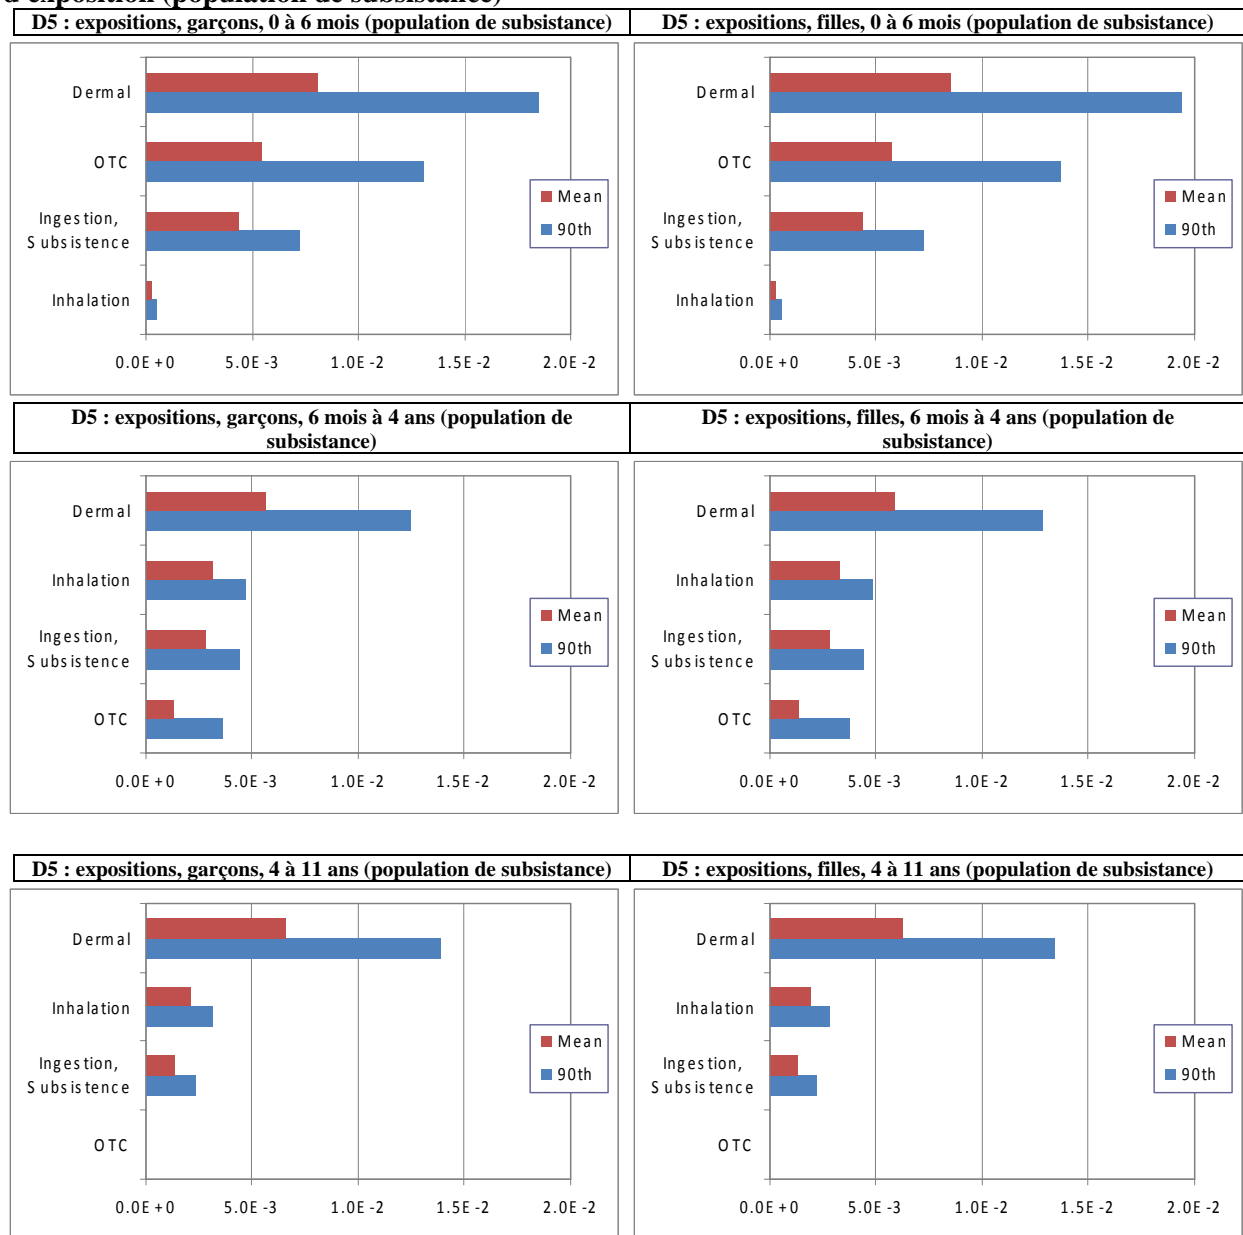 d'exposition (population de subsistance)
D5 : expositions, garçons, 0 à 6 mois (population de subsistance)
D5 : expositions, filles, 0 à 6 mois (population de subsistance)
Dermal
OTC
Ingestion,
Subsistence
Inhalation
Mean
90th
0.0E+0 5.0E-3 1.0E-2 1.5E-2 2.0E-2
Dermal
OTC
Ingestion,
Subsistence
Inhalation
Mean
90th
0.0E+0 5.0E-3 1.0E-2 1.5E-2 2.0E-2
D5 : expositions, garçons, 6 mois à 4 ans (population de
subsistance)
D5 : expositions, filles, 6 mois à 4 ans (population de
subsistance)
Dermal
Inhalation
Ingestion,
Subsistence
OTC
Mean
90th
0.0E+0 5.0E-3 1.0E-2 1.5E-2 2.0E-2
Dermal
Inhalation
Ingestion,
Subsistence
OTC
Mean
90th
0.0E+0 5.0E-3 1.0E-2 1.5E-2 2.0E-2
D5 : expositions, garçons, 4 à 11 ans (population de subsistance)
D5 : expositions, filles, 4 à 11 ans (population de subsistance)
Dermal
Inhalation
Ingestion,
Subsistence
OTC
Mean
90th
0.0E+0 5.0E-3 1.0E-2 1.5E-2 2.0E-2
Dermal
Inhalation
Ingestion,
Subsistence
OTC
Mean
90th
0.0E+0 5.0E-3 1.0E-2 1.5E-2 2.0E-2